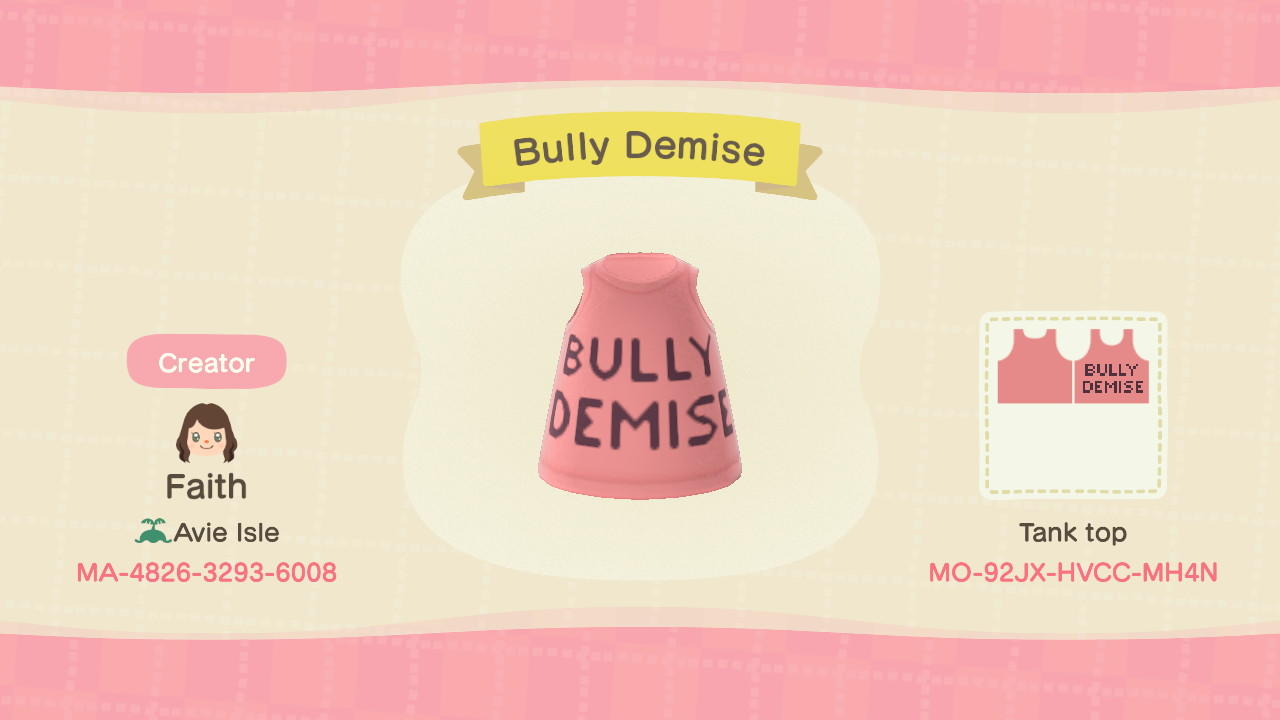 Bully Demise
BULLY
DEMISE
Creator
Faith
Avie Isle
MA-4826-3293-6008
BULLY
DEMISE
Tank top
MO-92JX-HVCC-MH4N